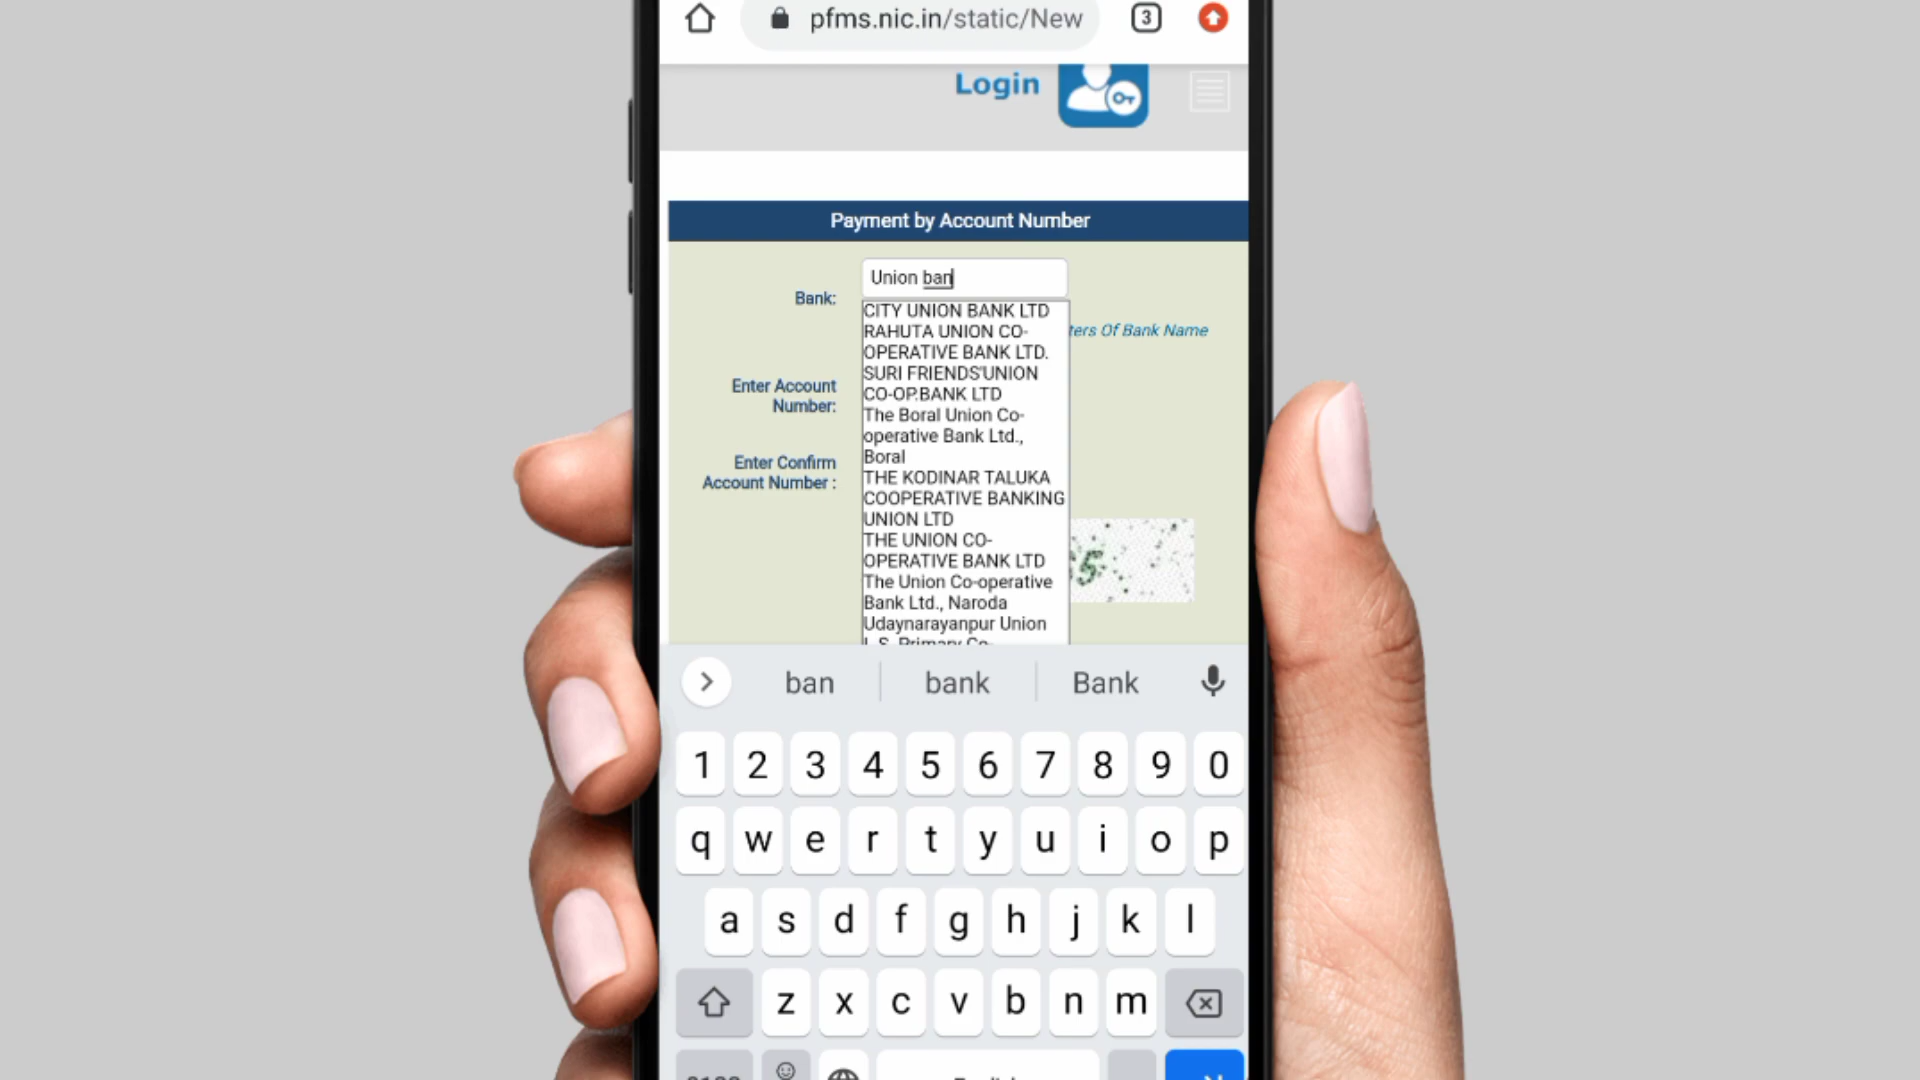 pfms.nic.in/static/New
3
Login
Payment by Account Number
Bank:
Union ban
CITY UNION BANK LTD
RAHUTA UNION CO-
OPERATIVE BANK LTD.
SURI FRIENDS'UNION
CO-OP.BANK LTD
The Boral Union Co-
operative Bank Ltd.,
Boral
THE KODINAR TALUKA
COOPERATIVE BANKING
UNION LTD
THE UNION CO-
OPERATIVE BANK LTD
The Union Co-operative
Bank Ltd., Naroda
Udaynarayanpur Union
ters Of Bank Name
Enter Account
Number:
Enter Confirm
Account Number :
5
ban bank Bank
1 2 3 4 5 6 7 8 9 0
q w e r t y u i o p
a s d f g h j k l
z x c v b n m